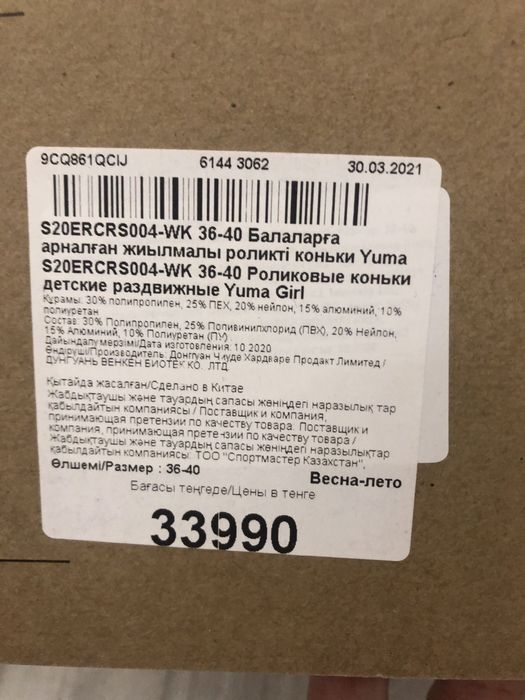 9CQ861QCIJ 6144 3062 30.03.2021
S20ERCRS004-WK 36-40 Балаларға
арналған жиылмалы роликті коньки Yuma
S20ERCRS004-WK 36-40 Роликовые коньки
детские раздвижные Yuma Girl
Құрамы: 30% полипропилен, 25% ПЕХ, 20% нейлон, 15% алюминий, 10%
полиуретан
Состав: 30% Полипропилен, 25% Поливинилхлорид (ПВХ), 20% Нейлон,
15% Алюминий, 10% Полиуретан (ПУ)
Дайындалу мерзімі/Дата изготовления: 10 2020
Өндіруші/Производитель: Донгуан Чиуде Хардваре Продакт Лимитед /
ДУНГУАНЬ ВЕНКЕН БИОТЕК КО. ЛТД
Қытайда жасалған/Сделано в Китае
Жабдықтаушы және тауардың сапасы жөніндегі наразылық тар
қабылдайтын компаниясы / Поставщик и компания,
принимающая претензии по качеству товара. Поставщик и
компания, принимающая претензии по качеству товара /
Жабдықтаушы және тауардың сапасы жөніндегі наразылықтар
қабылдайтын компаниясы: ТОО "Спортмастер Казахстан",
Өлшемі/Размер : 36-40
Весна-лето
Бағасы теңгеде/Цены в тенге
33990